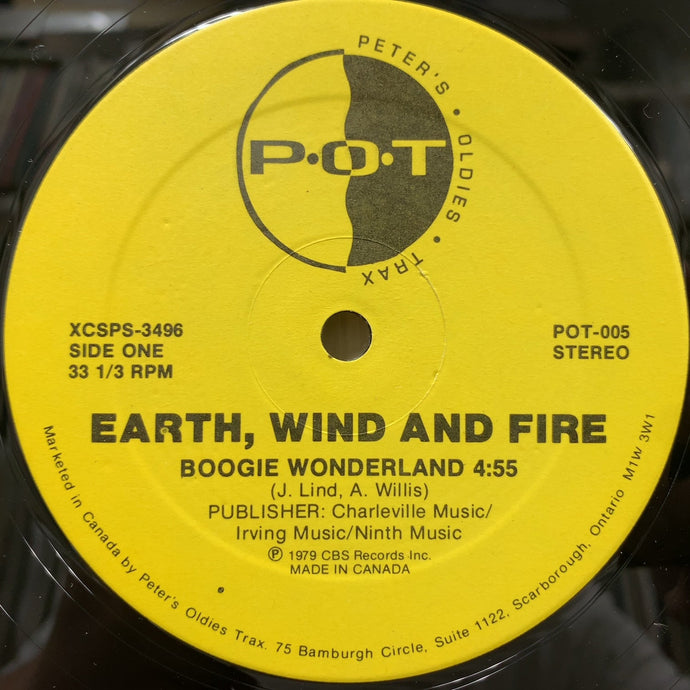 PETER'S • OLDIES • TRAX
P•O•T
XCSPS-3496
SIDE ONE
33 1/3 RPM
POT-005
STEREO
EARTH, WIND AND FIRE
BOOGIE WONDERLAND 4:55
(J. Lind, A. Willis)
PUBLISHER: Charleville Music/
Irving Music/Ninth Music
Ⓟ 1979 CBS Records Inc.
MADE IN CANADA
Marketed in Canada by Peter's Oldies Trax. 75 Bamburgh Circle, Suite 1122, Scarborough, Ontario M1W 3W1